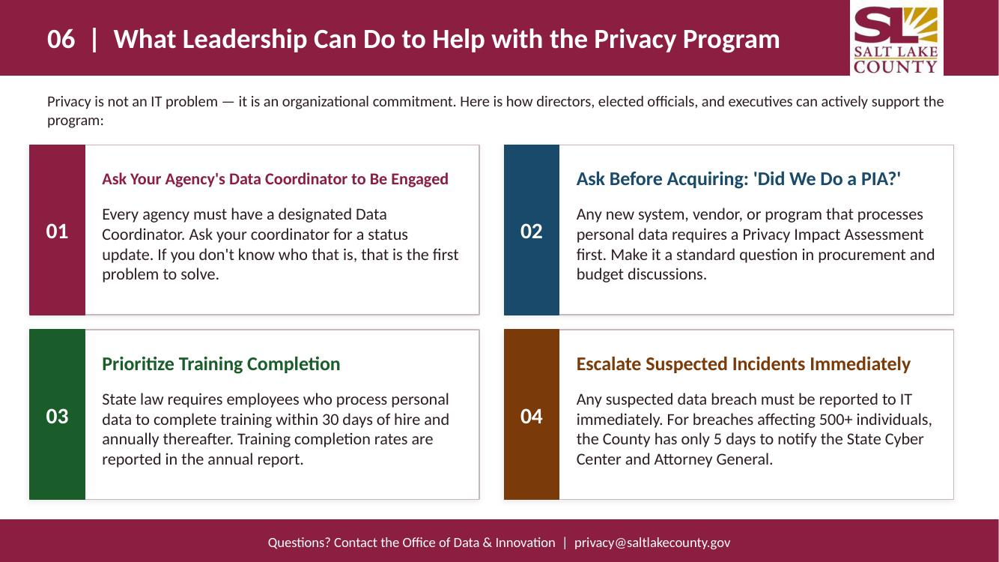 06 | What Leadership Can Do to Help with the Privacy Program
SL
SALT LAKE
COUNTY
Privacy is not an IT problem — it is an organizational commitment. Here is how directors, elected officials, and executives can actively support the
program:
01
Ask Your Agency's Data Coordinator to Be Engaged
Every agency must have a designated Data
Coordinator. Ask your coordinator for a status
update. If you don't know who that is, that is the first
problem to solve.
02
Ask Before Acquiring: 'Did We Do a PIA?'
Any new system, vendor, or program that processes
personal data requires a Privacy Impact Assessment
first. Make it a standard question in procurement and
budget discussions.
03
Prioritize Training Completion
State law requires employees who process personal
data to complete training within 30 days of hire and
annually thereafter. Training completion rates are
reported in the annual report.
04
Escalate Suspected Incidents Immediately
Any suspected data breach must be reported to IT
immediately. For breaches affecting 500+ individuals,
the County has only 5 days to notify the State Cyber
Center and Attorney General.
Questions? Contact the Office of Data & Innovation | privacy@saltlakecounty.gov